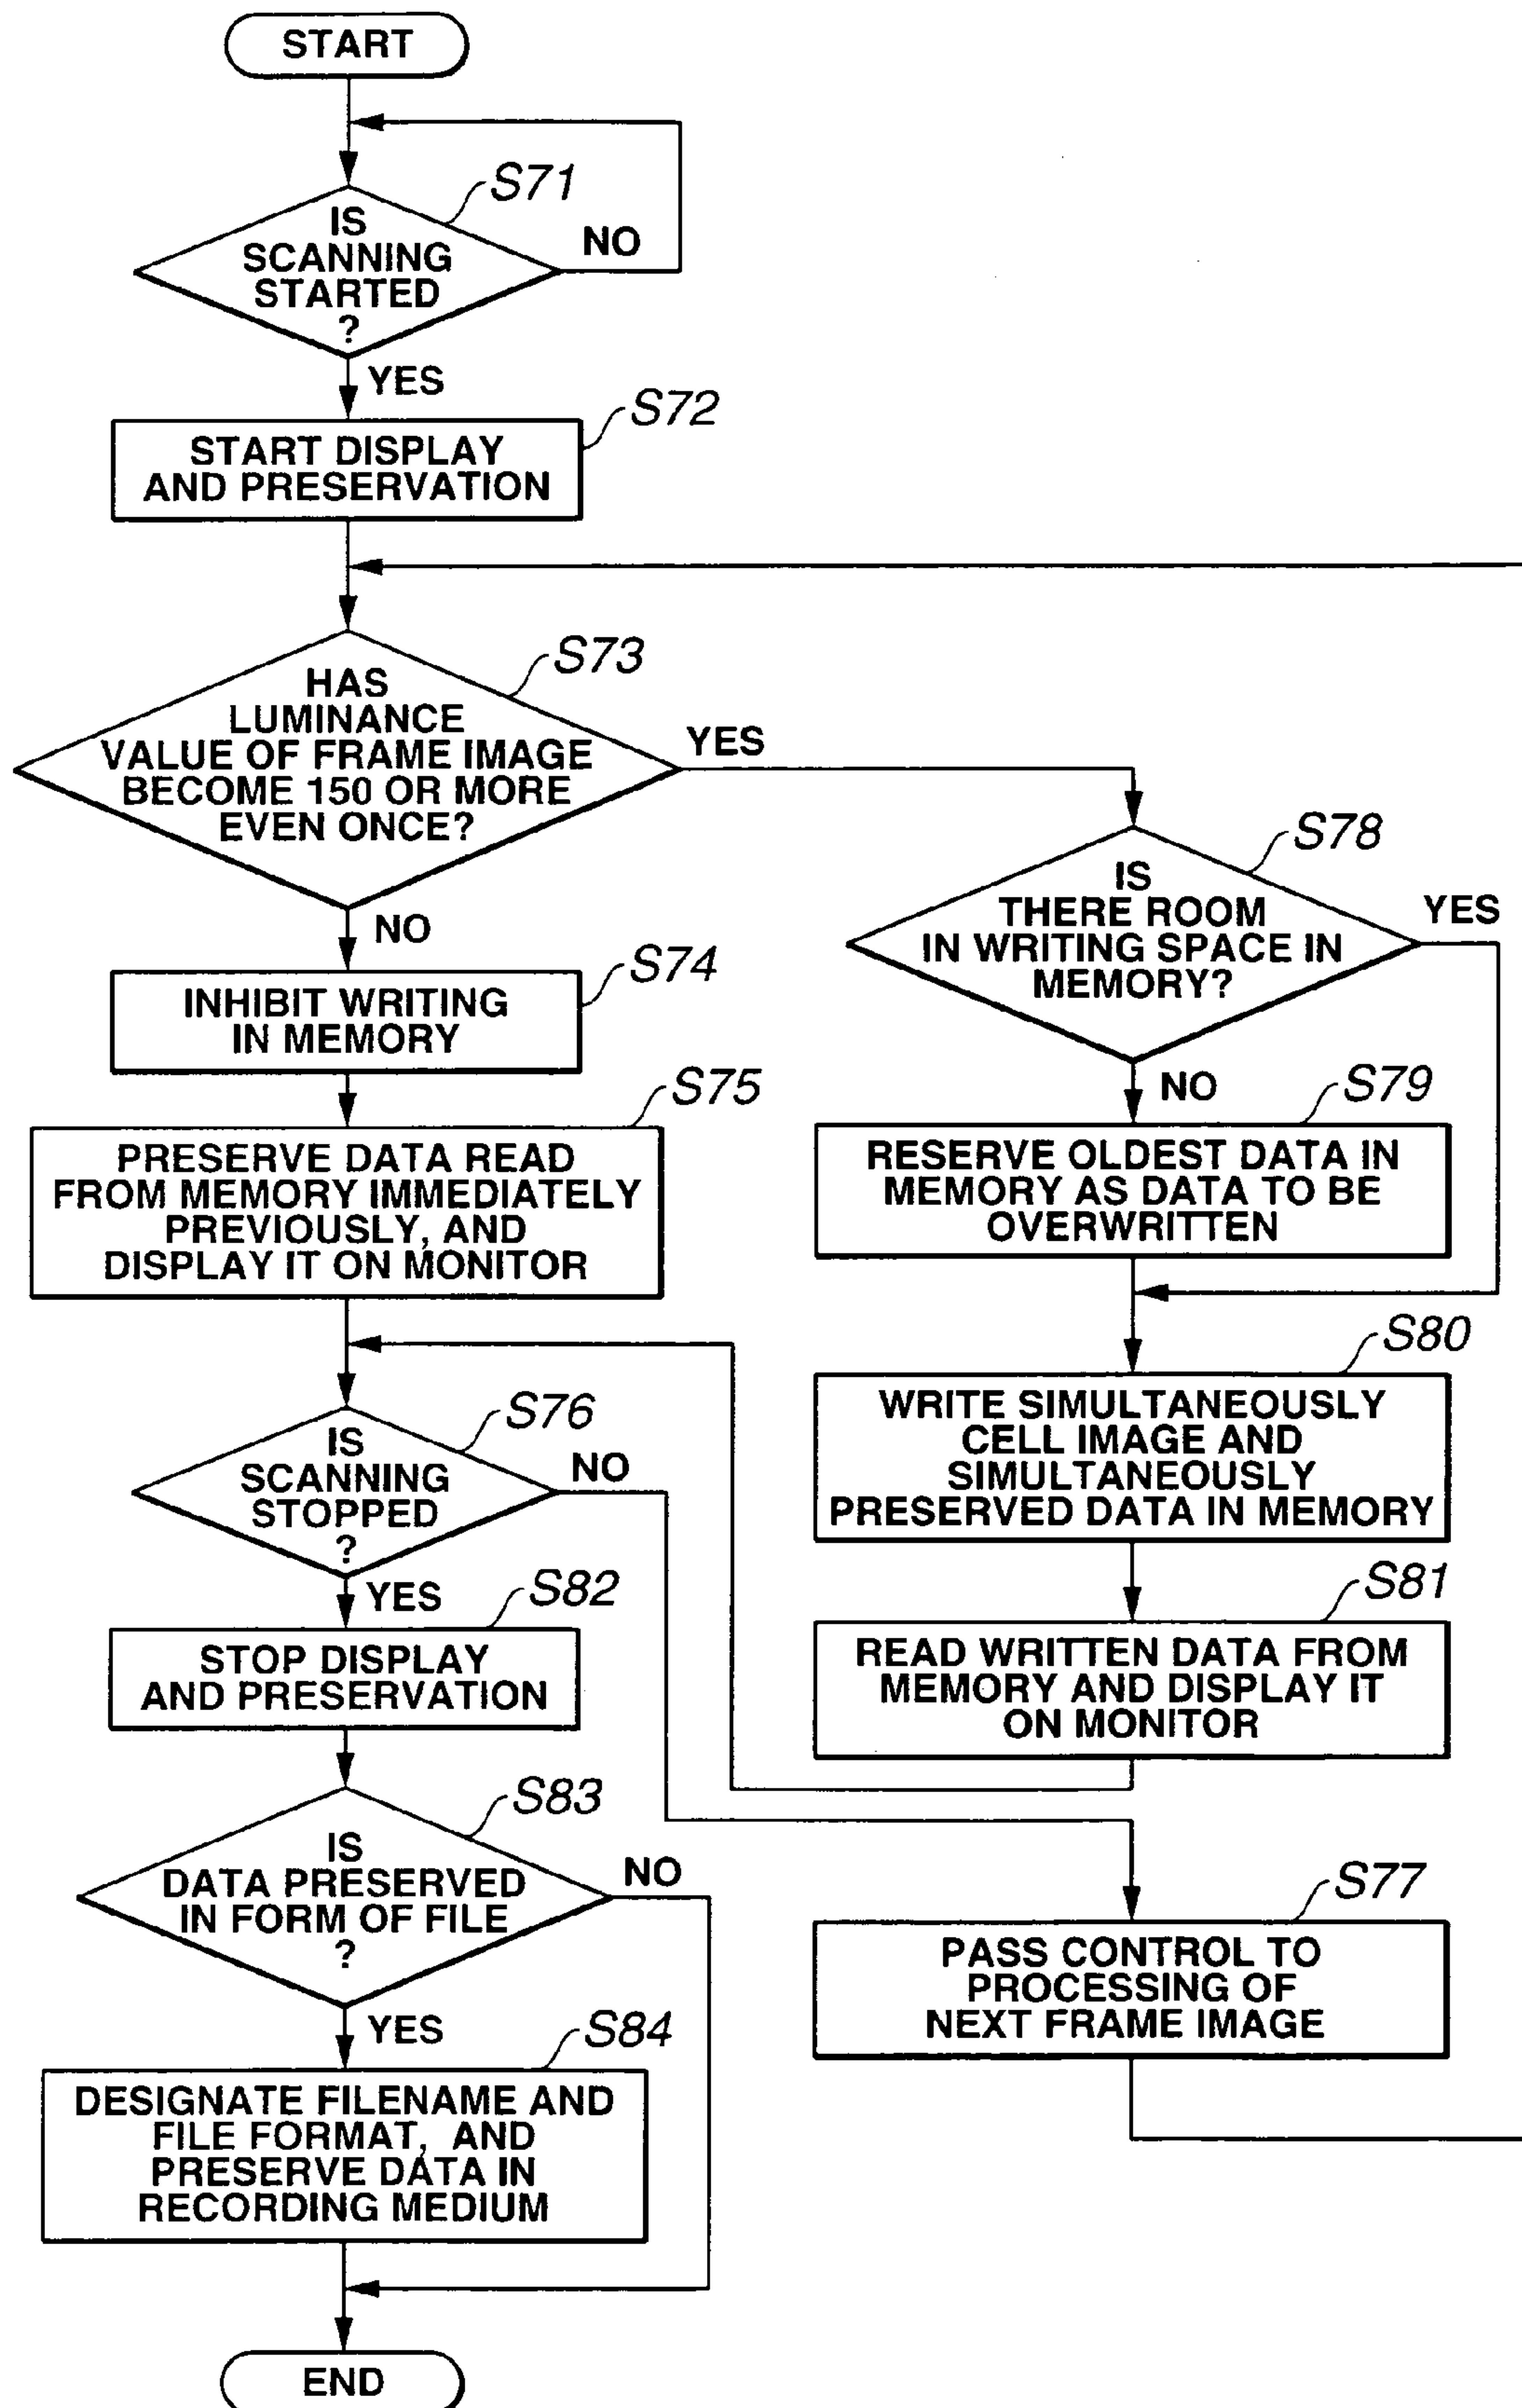 START
S71
IS
SCANNING
STARTED
?
NO
YES
S72
START DISPLAY
AND PRESERVATION
S73
HAS
LUMINANCE
VALUE OF FRAME IMAGE
BECOME 150 OR MORE
EVEN ONCE?
YES
NO
S74
INHIBIT WRITING
IN MEMORY
S75
PRESERVE DATA READ
FROM MEMORY IMMEDIATELY
PREVIOUSLY, AND
DISPLAY IT ON MONITOR
S76
IS
SCANNING
STOPPED
?
NO
YES
S82
STOP DISPLAY
AND PRESERVATION
S83
IS
DATA PRESERVED
IN FORM OF FILE
?
NO
YES
S84
DESIGNATE FILENAME AND
FILE FORMAT, AND
PRESERVE DATA IN
RECORDING MEDIUM
END
S78
IS
THERE ROOM
IN WRITING SPACE IN
MEMORY?
YES
NO
S79
RESERVE OLDEST DATA IN
MEMORY AS DATA TO BE
OVERWRITTEN
S80
WRITE SIMULTANEOUSLY
CELL IMAGE AND
SIMULTANEOUSLY
PRESERVED DATA IN MEMORY
S81
READ WRITTEN DATA FROM
MEMORY AND DISPLAY IT
ON MONITOR
S77
PASS CONTROL TO
PROCESSING OF
NEXT FRAME IMAGE